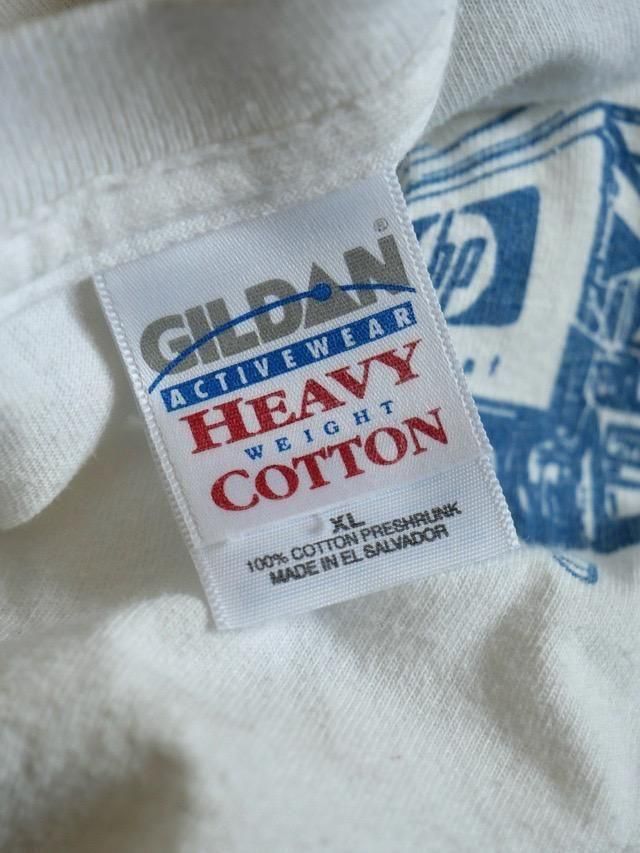 GILDAN®
ACTIVEWEAR
HEAVY
WEIGHT
COTTON
XL
100% COTTON PRESHRUNK
MADE IN EL SALVADOR
hp